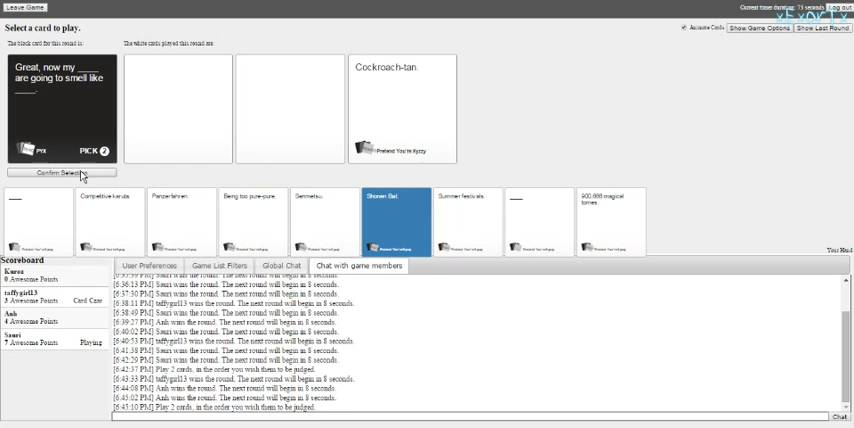 Leave Game
Current timer duration: 73 seconds
Log out
xExorTx
Select a card to play.
Animate Cards
Show Game Options
Show Last Round
The black card for this round is:
The white cards played this round are:
Great, now my ____
are going to smell like
____.
PYX
PICK 2
Cockroach-tan.
Pretend You're Xyzzy
Confirm Selection
____
Competitive karuta.
Panzerfahren.
Being too pure-pure.
Senmetsu.
Shonen Bat.
Summer festivals.
____
900,666 magical
tomes.
Your Hand
Scoreboard
User Preferences
Game List Filters
Global Chat
Chat with game members
Kuroz
0 Awesome Points
taffygirl13
3 Awesome Points
Card Czar
Anh
4 Awesome Points
Sauri
7 Awesome Points
Playing
[6:36:13 PM] Sauri wins the round. The next round will begin in 8 seconds.
[6:37:30 PM] Sauri wins the round. The next round will begin in 8 seconds.
[6:38:11 PM] taffygirl13 wins the round. The next round will begin in 8 seconds.
[6:38:49 PM] Sauri wins the round. The next round will begin in 8 seconds.
[6:39:27 PM] Anh wins the round. The next round will begin in 8 seconds.
[6:40:02 PM] Sauri wins the round. The next round will begin in 8 seconds.
[6:40:53 PM] taffygirl13 wins the round. The next round will begin in 8 seconds.
[6:41:38 PM] Sauri wins the round. The next round will begin in 8 seconds.
[6:42:29 PM] Sauri wins the round. The next round will begin in 8 seconds.
[6:42:37 PM] Play 2 cards, in the order you wish them to be judged.
[6:43:33 PM] taffygirl13 wins the round. The next round will begin in 8 seconds.
[6:44:08 PM] Anh wins the round. The next round will begin in 8 seconds.
[6:45:02 PM] Anh wins the round. The next round will begin in 8 seconds.
[6:45:10 PM] Play 2 cards, in the order you wish them to be judged.
Chat